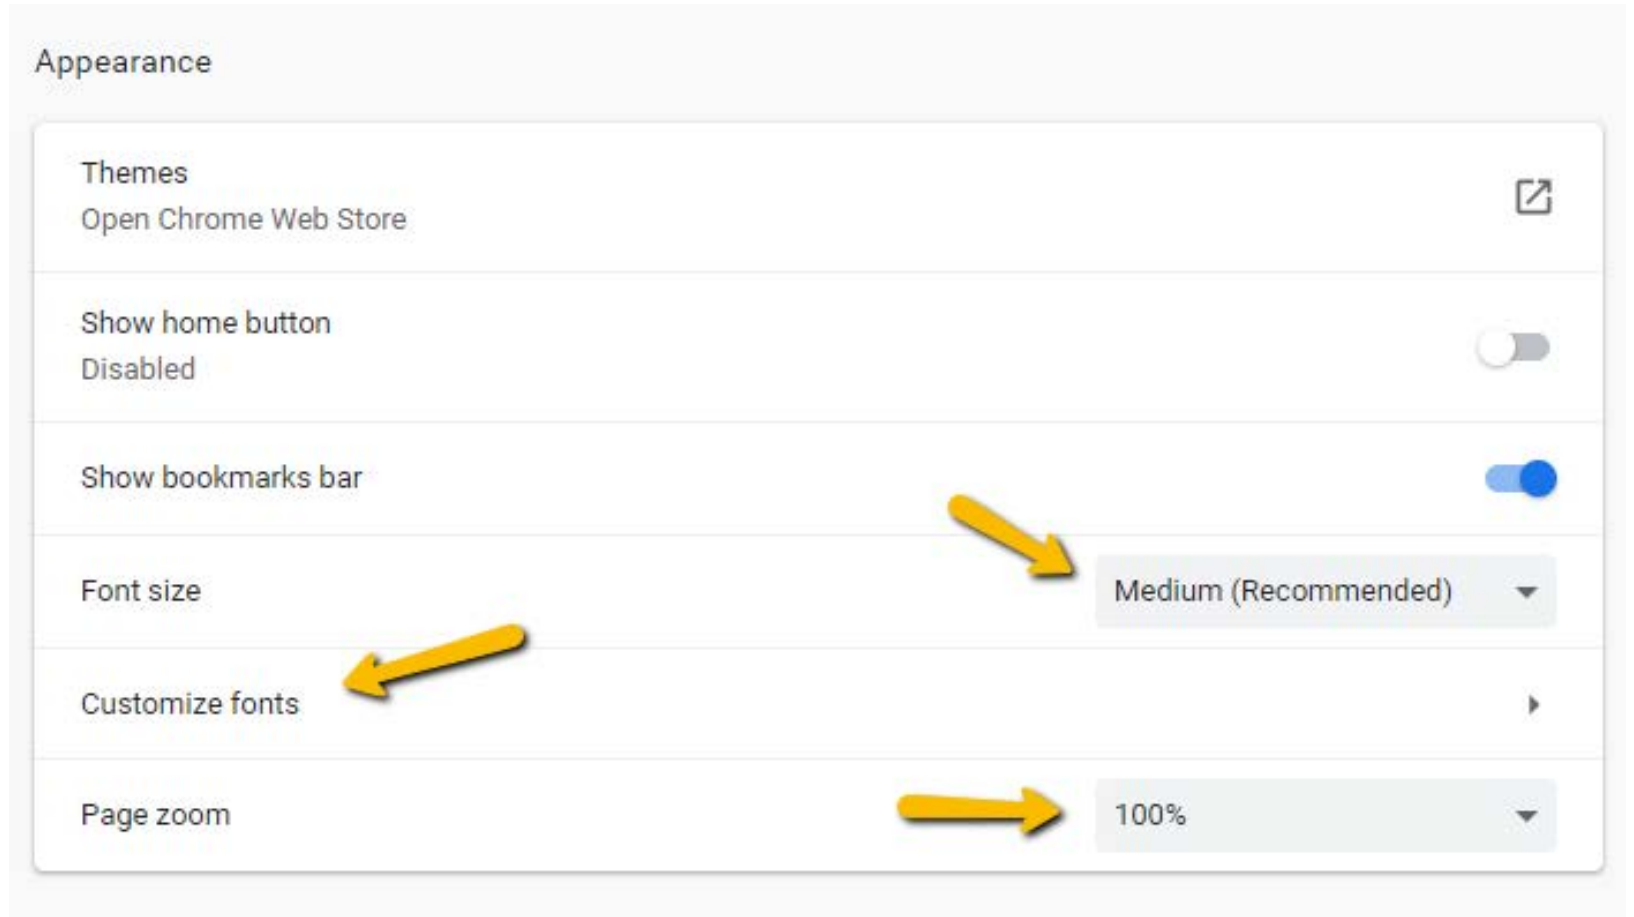 Appearance
Themes
Open Chrome Web Store
Show home button
Disabled
Show bookmarks bar
Font size
Medium (Recommended)
Customize fonts
Page zoom
100%